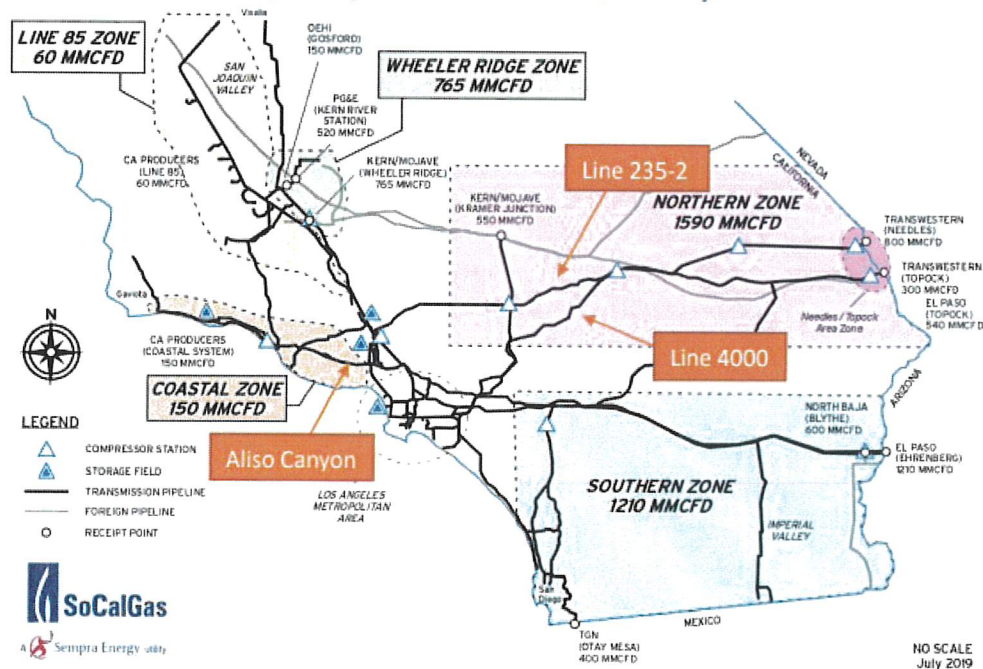 Visalia
OEHI
(GOSFORD)
150 MMCFD
LINE 85 ZONE
60 MMCFD
SAN
JOAQUIN
VALLEY
WHEELER RIDGE ZONE
765 MMCFD
PG&E
(KERN RIVER
STATION)
520 MMCFD
CA PRODUCERS
(LINE 85)
60 MMCFD
KERN/MOJAVE
(WHEELER RIDGE)
765 MMCFD
Line 235-2
NEVADA
CALIFORNIA
KERN/MOJAVE
(KRAMER JUNCTION)
550 MMCFD
NORTHERN ZONE
1590 MMCFD
TRANSWESTERN
(NEEDLES)
800 MMCFD
TRANSWESTERN
(TOPOCK)
300 MMCFD
EL PASO
(TOPOCK)
540 MMCFD
Needles / Topock
Area Zone
Gaviota
N
CA PRODUCERS
(COASTAL SYSTEM)
150 MMCFD
Line 4000
COASTAL ZONE
150 MMCFD
ARIZONA
LEGEND
COMPRESSOR STATION
STORAGE FIELD
TRANSMISSION PIPELINE
FOREIGN PIPELINE
RECEIPT POINT
Aliso Canyon
LOS ANGELES
METROPOLITAN
AREA
NORTH BAJA
(BLYTHE)
600 MMCFD
EL PASO
(EHRENBERG)
1210 MMCFD
SOUTHERN ZONE
1210 MMCFD
IMPERIAL
VALLEY
San
Diego
MEXICO
TGN
(OTAY MESA)
400 MMCFD
SoCalGas
A Sempra Energy utility
NO SCALE
July 2019